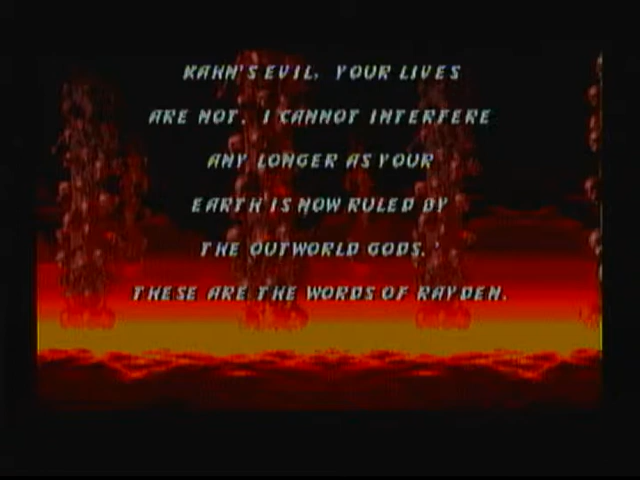 KAHN'S EVIL. YOUR LIVES
ARE NOT. I CANNOT INTERFERE
ANY LONGER AS YOUR
EARTH IS NOW RULED BY
THE OUTWORLD GODS.
THESE ARE THE WORDS OF RAYDEN.